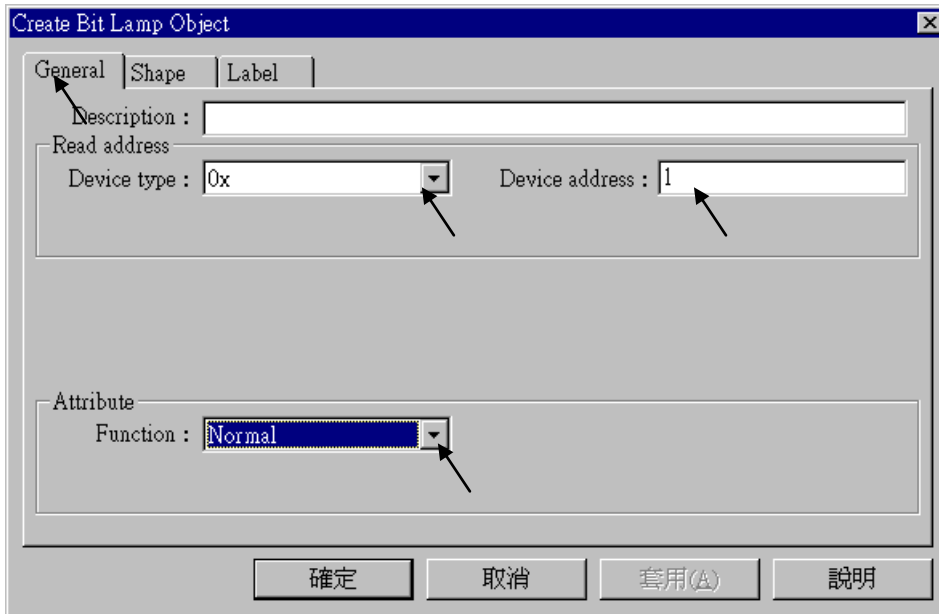 Create Bit Lamp Object
General Shape Label
Description :
Read address
Device type : 0x Device address : 1
Attribute
Function : Normal
確定 取消 套用(A) 說明